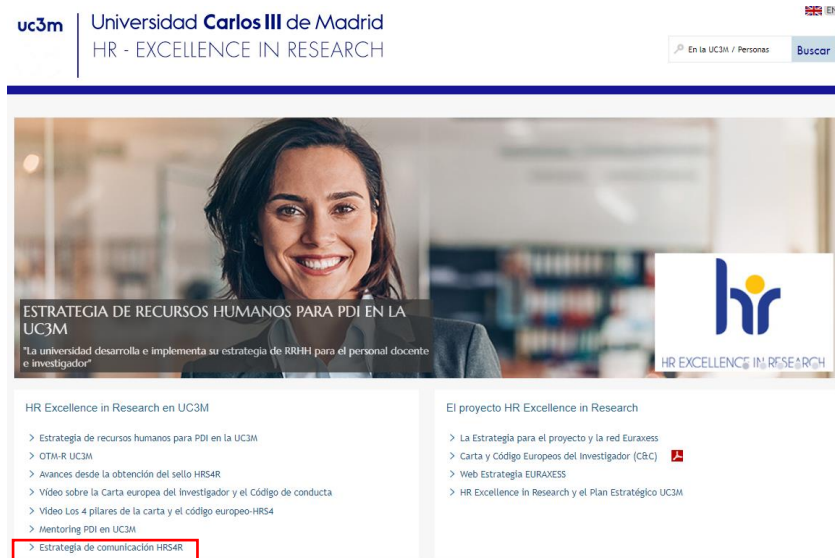 uc3m
Universidad Carlos III de Madrid
HR - EXCELLENCE IN RESEARCH
En la UC3M / Personas
Buscar
ESTRATEGIA DE RECURSOS HUMANOS PARA PDI EN LA
UC3M
"La universidad desarrolla e implementa su estrategia de RRHH para el personal docente
e investigador"
hr
HR EXCELLENCE IN RESEARCH
HR Excellence in Research en UC3M
> Estrategia de recursos humanos para PDI en la UC3M
> OTM-R UC3M
> Avances desde la obtención del sello HRS4R
> Vídeo sobre la Carta europea del investigador y el Código de conducta
> Video Los 4 pilares de la carta y el código europeo-HRS4
> Mentoring PDI en UC3M
> Estrategia de comunicación HRS4R
El proyecto HR Excellence in Research
> La Estrategia para el proyecto y la red Euraxess
> Carta y Código Europeos del Investigador (C&C)
> Web Estrategia EURAXESS
> HR Excellence in Research y el Plan Estratégico UC3M